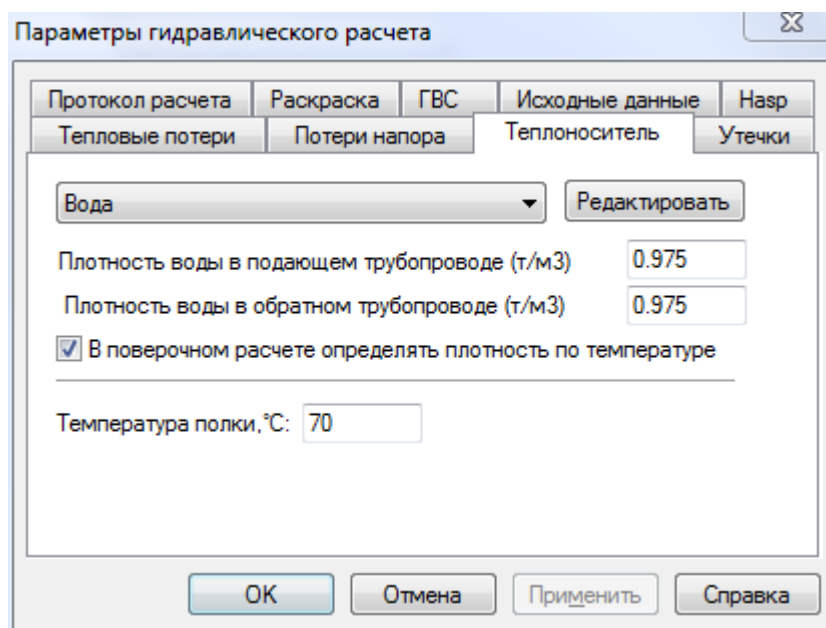 Параметры гидравлического расчета
Протокол расчета Раскраска ГВС Исходные данные Hasp
Тепловые потери Потери напора Теплоноситель Утечки
Вода Редактировать
Плотность воды в подающем трубопроводе (т/м3) 0.975
Плотность воды в обратном трубопроводе (т/м3) 0.975
В поверочном расчете определять плотность по температуре
Температура полки,°С: 70
ОК Отмена Применить Справка